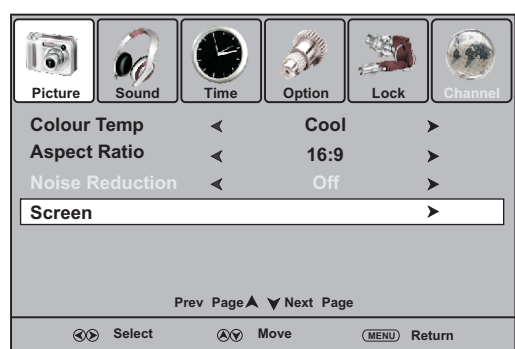 Picture Sound Time Option Lock Channel
Colour Temp Cool
Aspect Ratio 16:9
Noise Reduction Off
Screen
Prev Page Next Page
Select Move MENU Return